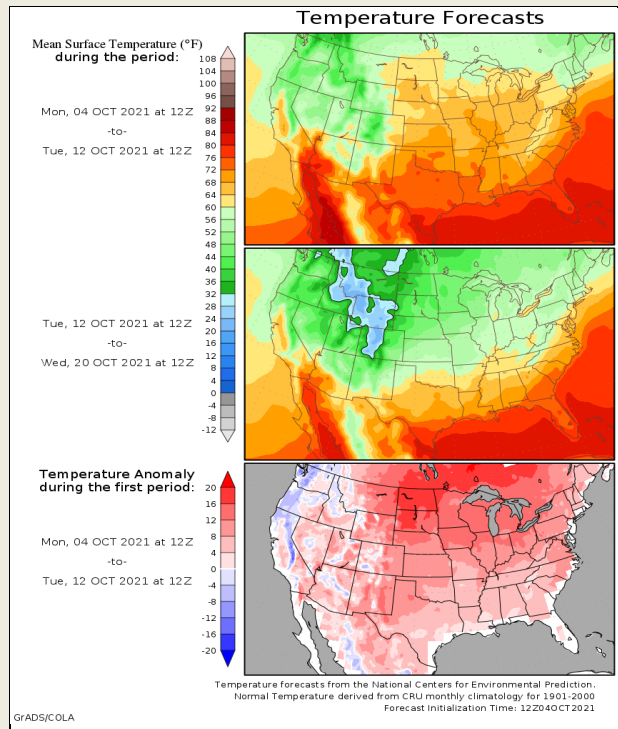 Temperature Forecasts
Mean Surface Temperature (°F)
during the period:
Mon, 04 OCT 2021 at 12Z
-to-
Tue, 12 OCT 2021 at 12Z
108
104
100
96
92
88
84
80
76
72
68
64
60
56
52
48
44
40
36
32
28
24
20
16
12
8
4
0
-4
-8
-12
Tue, 12 OCT 2021 at 12Z
-to-
Wed, 20 OCT 2021 at 12Z
Temperature Anomaly
during the first period:
Mon, 04 OCT 2021 at 12Z
-to-
Tue, 12 OCT 2021 at 12Z
20
16
12
8
4
0
-4
-8
-12
-16
-20
Temperature forecasts from the National Centers for Environmental Prediction.
Normal Temperature derived from CRU monthly climatology for 1901-2000
Forecast Initialization Time: 12Z04OCT2021
GrADS/COLA